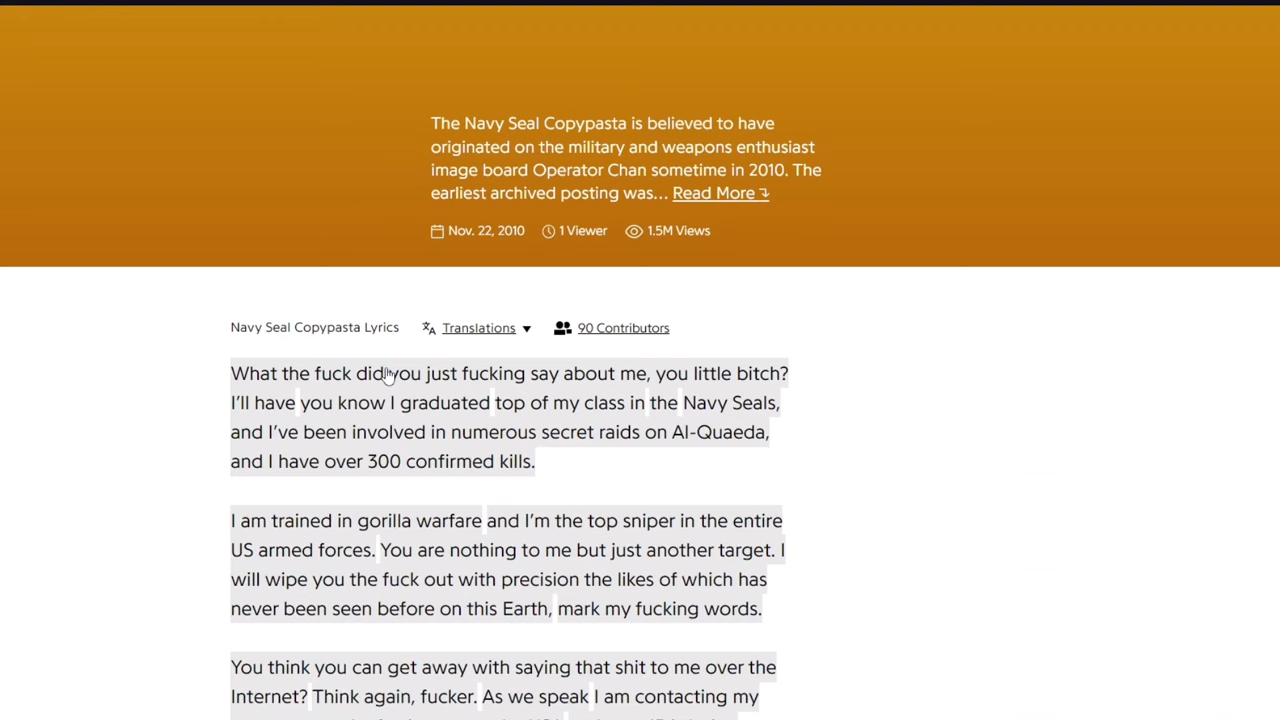 The Navy Seal Copypasta is believed to have
originated on the military and weapons enthusiast
image board Operator Chan sometime in 2010. The
earliest archived posting was... Read More
Nov. 22, 2010 1 Viewer 1.5M Views
Navy Seal Copypasta Lyrics Translations 90 Contributors
What the fuck did you just fucking say about me, you little bitch?
I’ll have you know I graduated top of my class in the Navy Seals,
and I’ve been involved in numerous secret raids on Al-Quaeda,
and I have over 300 confirmed kills.
I am trained in gorilla warfare and I’m the top sniper in the entire
US armed forces. You are nothing to me but just another target. I
will wipe you the fuck out with precision the likes of which has
never been seen before on this Earth, mark my fucking words.
You think you can get away with saying that shit to me over the
Internet? Think again, fucker. As we speak I am contacting my